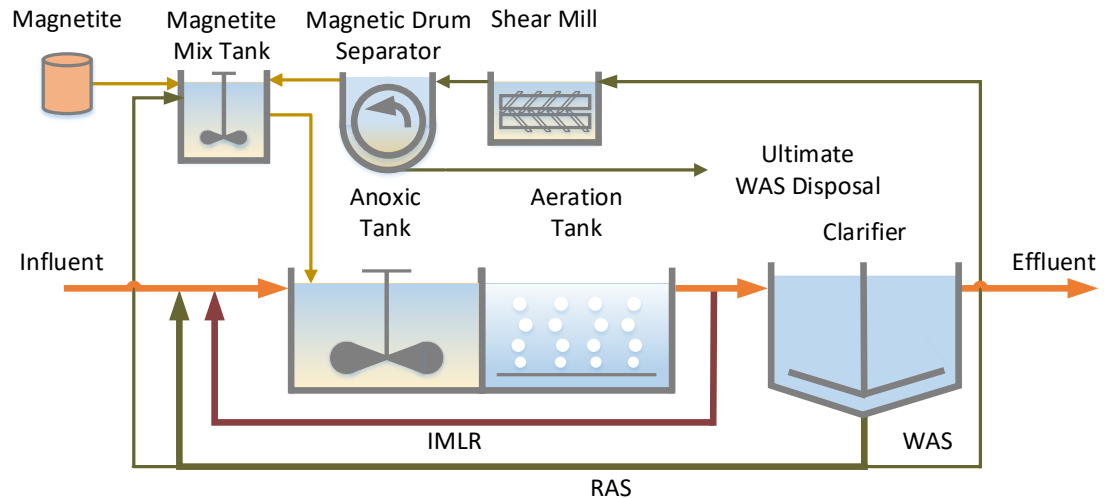 Magnetite
Magnetite
Mix Tank
Magnetic Drum
Separator
Shear Mill
Ultimate
WAS Disposal
Anoxic
Tank
Aeration
Tank
Clarifier
Influent
Effluent
IMLR
WAS
RAS